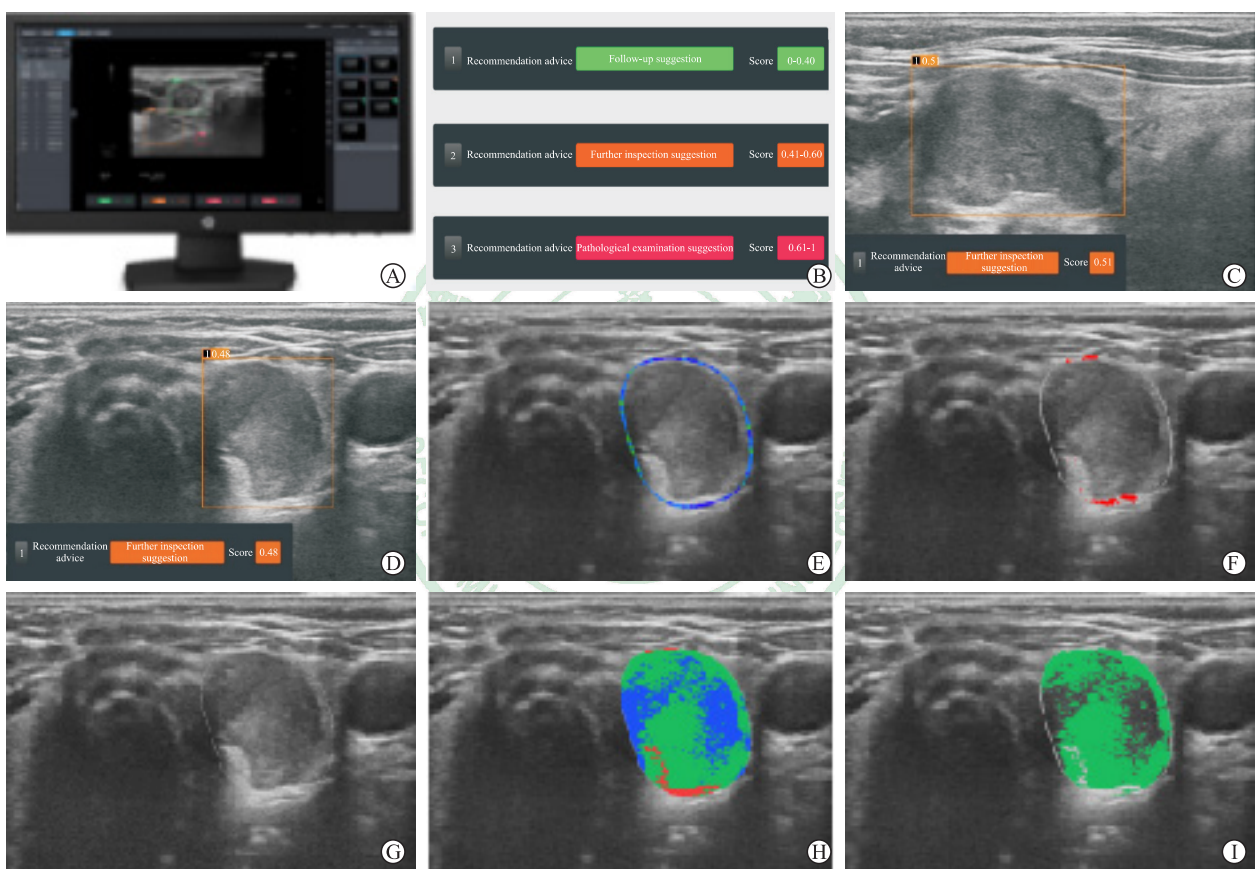 A
1 Recommendation advice Follow-up suggestion Score 0-0.40
2 Recommendation advice Further inspection suggestion Score 0.41-0.60
3 Recommendation advice Pathological examination suggestion Score 0.61-1
B
1 0.51
1 Recommendation advice Further inspection suggestion Score 0.51
C
1 0.48
1 Recommendation advice Further inspection suggestion Score 0.48
D
E
F
G
H
I